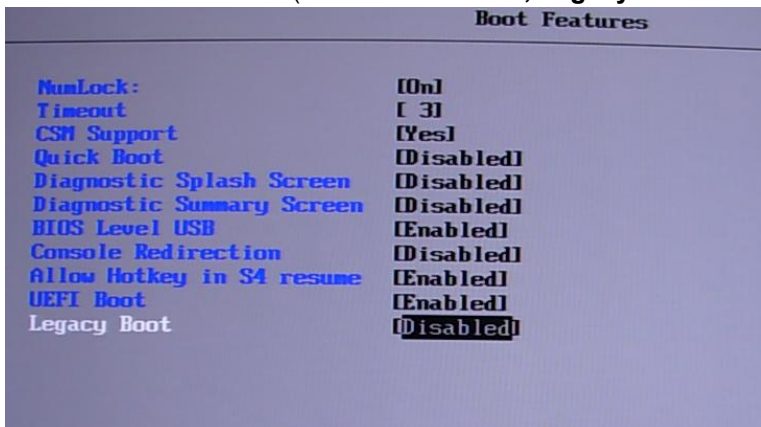 Boot Features
NumLock: [On]
Timeout [ 3]
CSM Support [Yes]
Quick Boot [Disabled]
Diagnostic Splash Screen [Disabled]
Diagnostic Summary Screen [Disabled]
BIOS Level USB [Enabled]
Console Redirection [Disabled]
Allow Hotkey in S4 resume [Enabled]
UEFI Boot [Enabled]
Legacy Boot [Disabled]